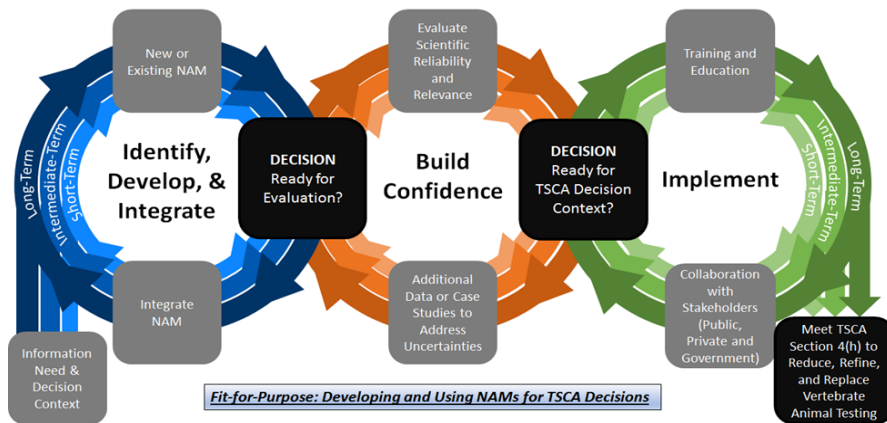 New or
Existing NAM
Long-Term
Intermediate-Term
Short-Term
Identify,
Develop, &
Integrate
Integrate
NAM
Information
Need & Decision
Context
DECISION
Ready for
Evaluation?
Evaluate
Scientific
Reliability
and
Relevance
Build
Confidence
Additional
Data or Case
Studies to
Address
Uncertainties
DECISION
Ready for
TSCA Decision
Context?
Training and
Education
Implement
Short-Term
Intermediate-Term
Long-Term
Collaboration
with
Stakeholders
(Public,
Private and
Government)
Meet TSCA
Section 4(h) to
Reduce, Refine,
and Replace
Vertebrate
Animal Testing
Fit-for-Purpose: Developing and Using NAMs for TSCA Decisions